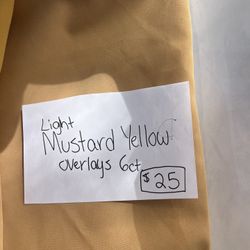 Light
Mustard Yellow
overlays 6ct
$25